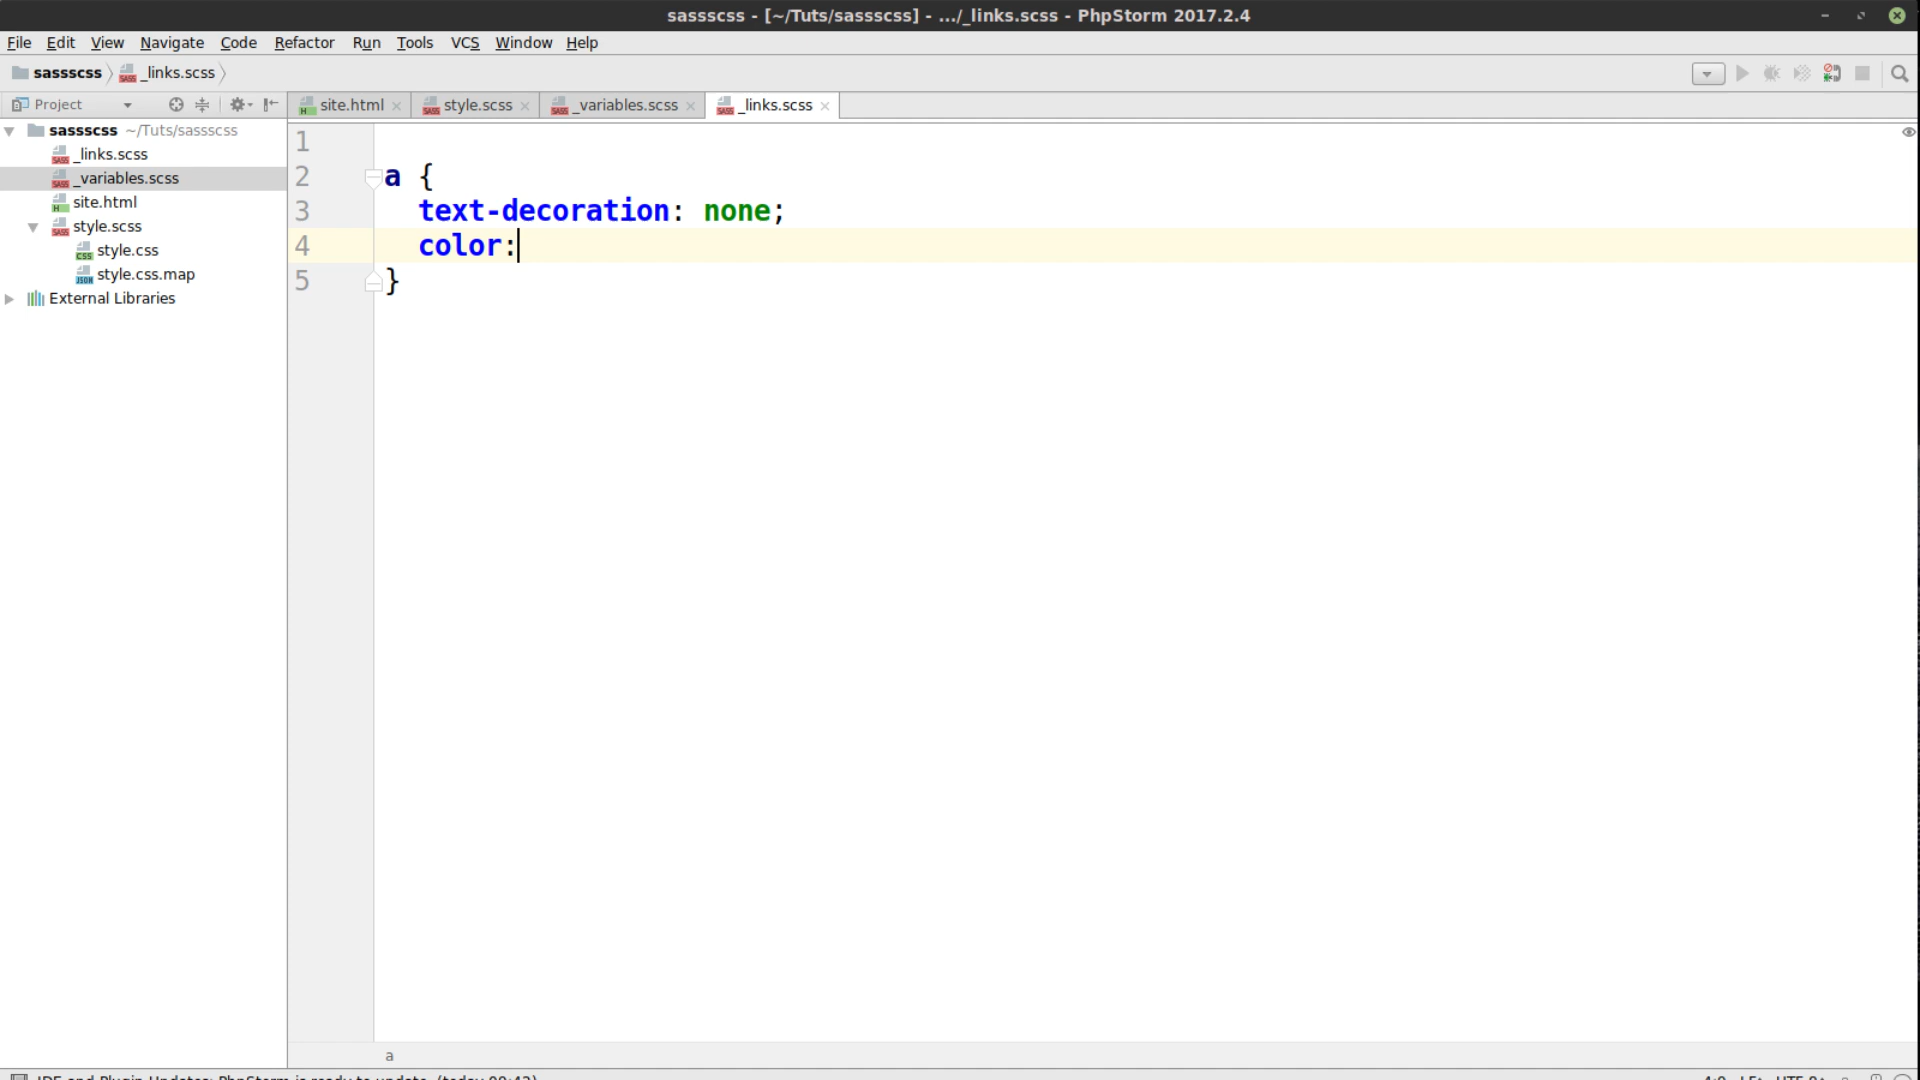 sassscss - [~/Tuts/sassscss] - .../_links.scss - PhpStorm 2017.2.4
File Edit View Navigate Code Refactor Run Tools VCS Window Help
sassscss _links.scss
Project
site.html
style.scss
_variables.scss
_links.scss
sassscss ~/Tuts/sassscss
_links.scss
_variables.scss
site.html
style.scss
style.css
style.css.map
External Libraries
1
2 a {
3 text-decoration: none;
4 color:
5 }
a
IDE and Plugin Updates: PhpStorm is ready to update. (today 09:42)